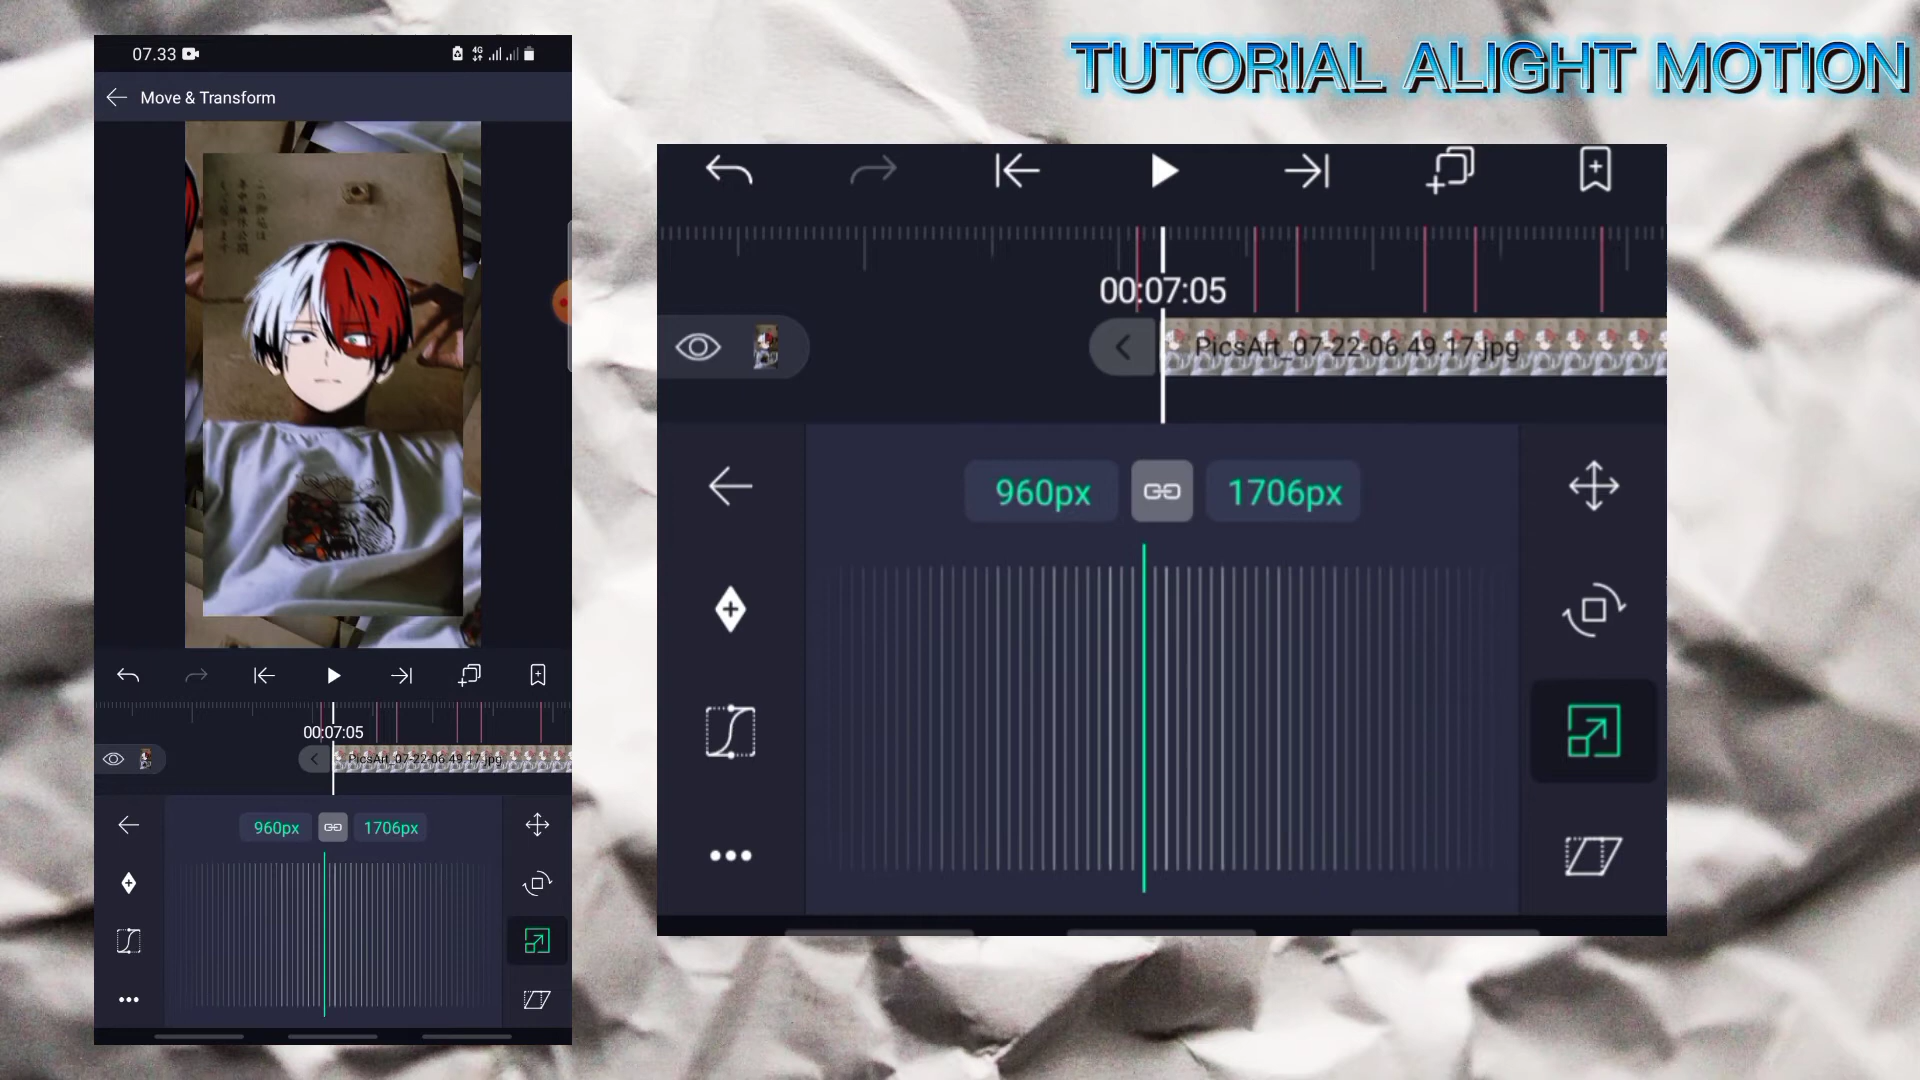 TUTORIAL ALIGHT MOTION
07.33
4G
Move & Transform
00:07:05
PicsArt_07-22-06.49.17.jpg
960px
1706px
00:07:05
PicsArt_07-22-06.49.17.jpg
960px
1706px